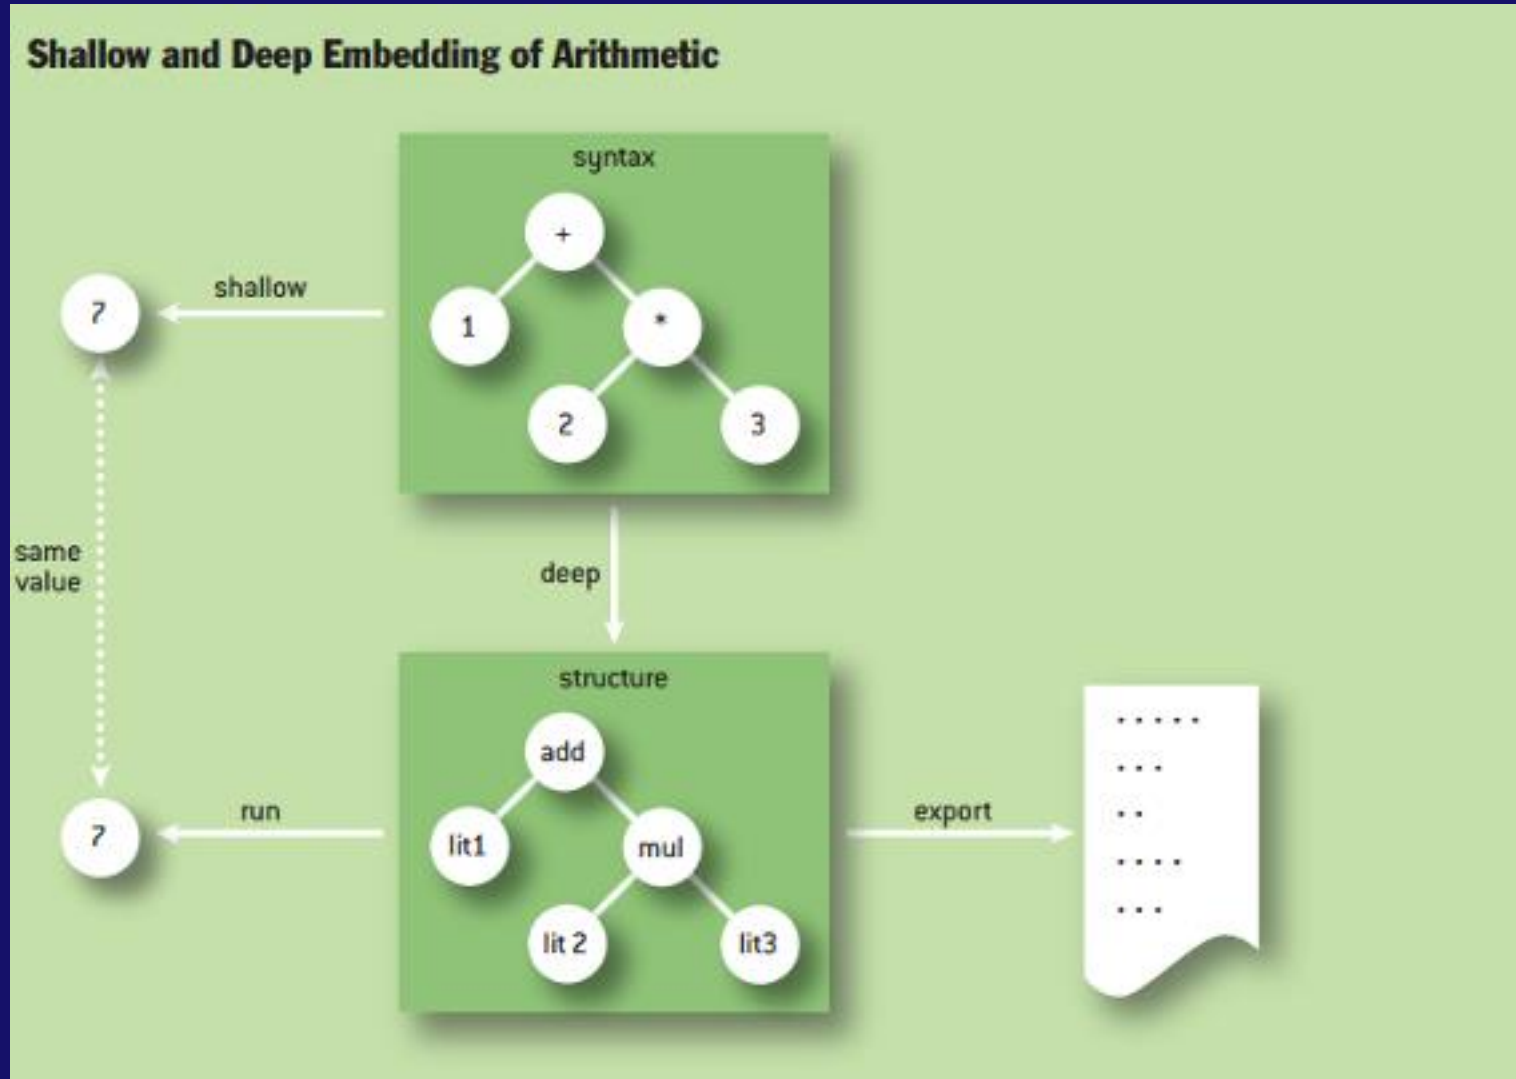 Shallow and Deep Embedding of Arithmetic
syntax
+
shallow
7
1
*
2
3
same
value
deep
structure
add
run
7
lit1
mul
export
lit 2
lit3